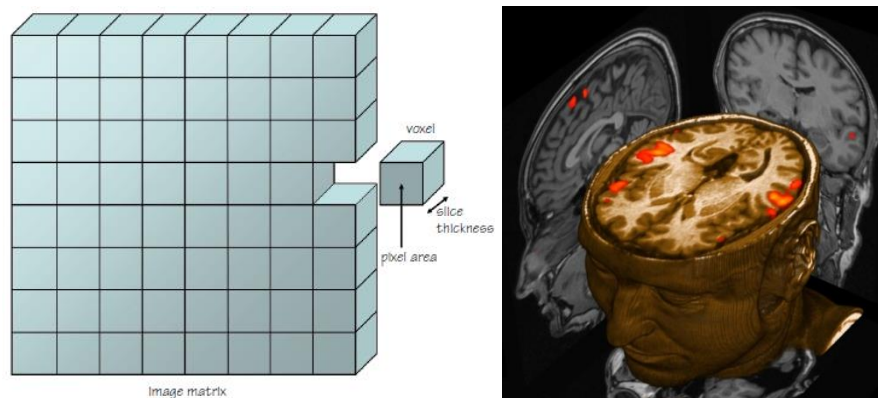 voxel
slice
thickness
pixel area
image matrix